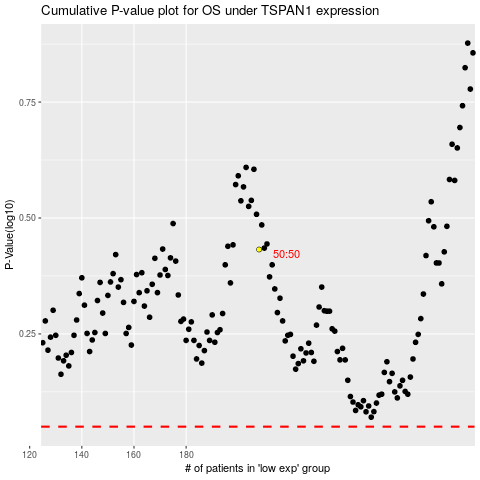 Cumulative P-value plot for OS under TSPAN1 expression
P-Value(log10)
0.75
0.50
0.25
50:50
120
140
160
180
# of patients in 'low exp' group